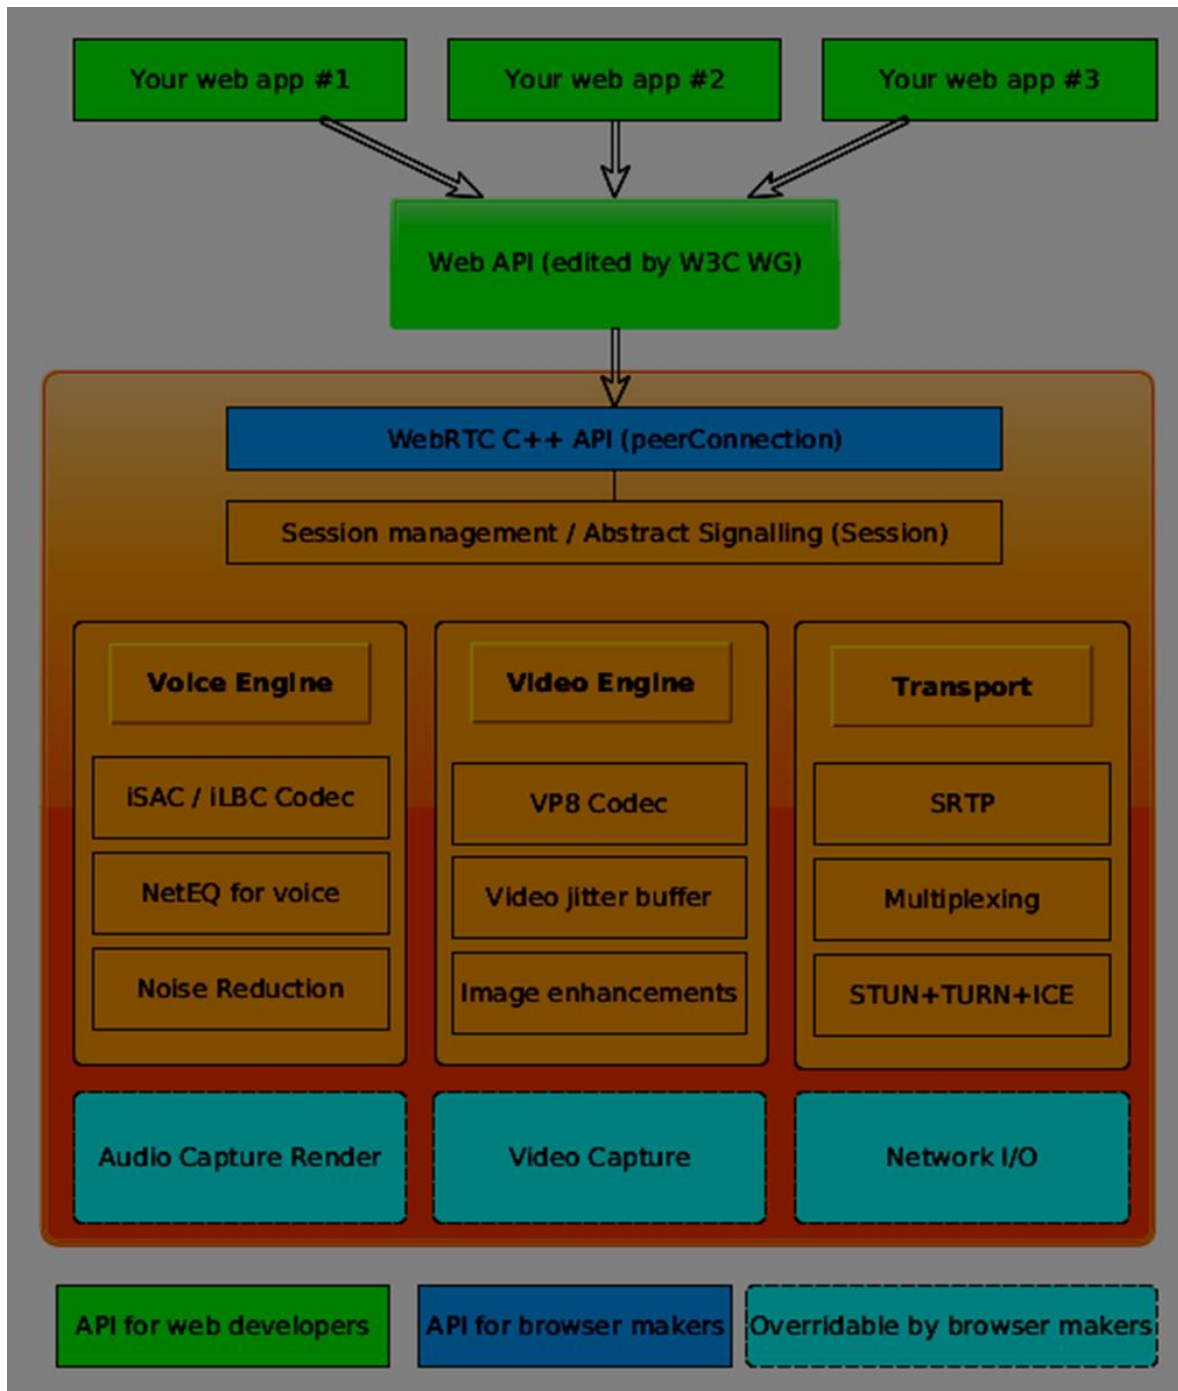 Your web app #1
Your web app #2
Your web app #3
Web API (edited by W3C WG)
WebRTC C++ API (peerConnection)
Session management / Abstract Signalling (Session)
Voice Engine
iSAC / iLBC Codec
NetEQ for voice
Noise Reduction
Video Engine
VP8 Codec
Video jitter buffer
Image enhancements
Transport
SRTP
Multiplexing
STUN+TURN+ICE
Audio Capture Render
Video Capture
Network I/O
API for web developers
API for browser makers
Overridable by browser makers